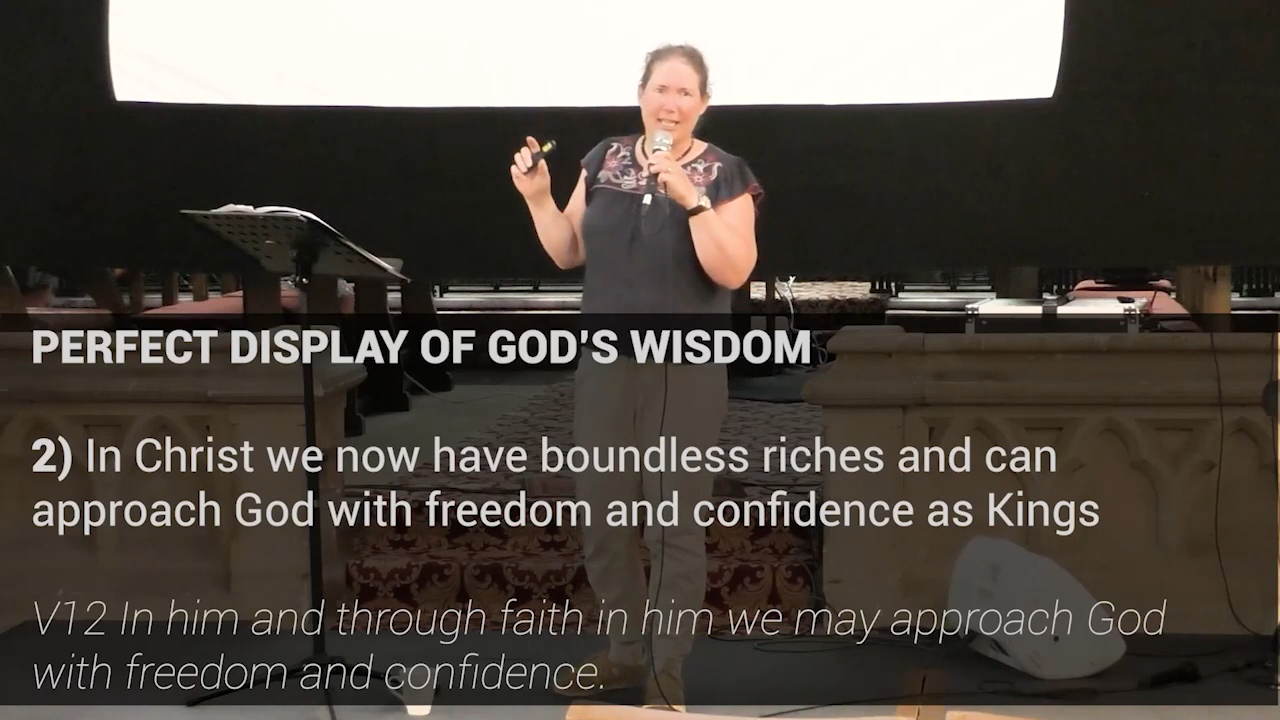 PERFECT DISPLAY OF GOD'S WISDOM
2) In Christ we now have boundless riches and can
approach God with freedom and confidence as Kings
V12 In him and through faith in him we may approach God
with freedom and confidence.